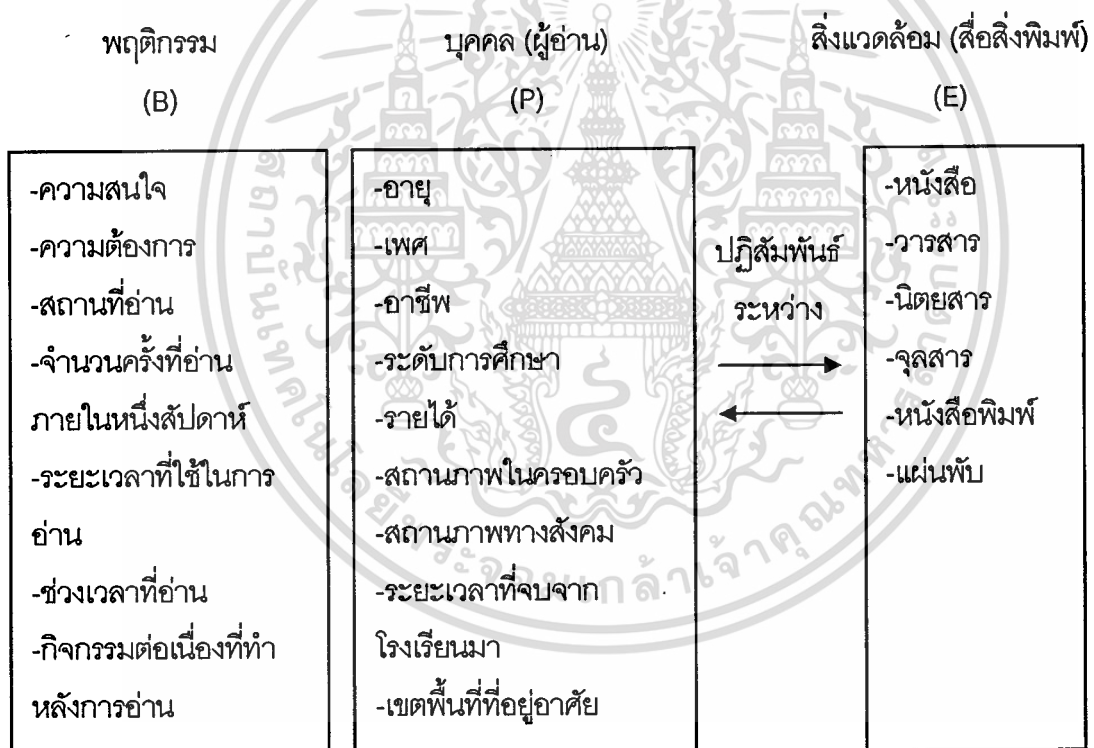 พฤติกรรม
(B)
บุคคล (ผู้อ่าน)
(P)
สิ่งแวดล้อม (สื่อสิ่งพิมพ์)
(E)
-ความสนใจ
-ความต้องการ
-สถานที่อ่าน
-จำนวนครั้งที่อ่าน
ภายในหนึ่งสัปดาห์
-ระยะเวลาที่ใช้ในการ
อ่าน
-ช่วงเวลาที่อ่าน
-กิจกรรมต่อเนื่องที่ทำ
หลังการอ่าน
-อายุ
-เพศ
-อาชีพ
-ระดับการศึกษา
-รายได้
-สถานภาพในครอบครัว
-สถานภาพทางสังคม
-ระยะเวลาที่จบจาก
โรงเรียนมา
-เขตพื้นที่ที่อยู่อาศัย
ปฏิสัมพันธ์
ระหว่าง
-หนังสือ
-วารสาร
-นิตยสาร
-จุลสาร
-หนังสือพิมพ์
-แผ่นพับ